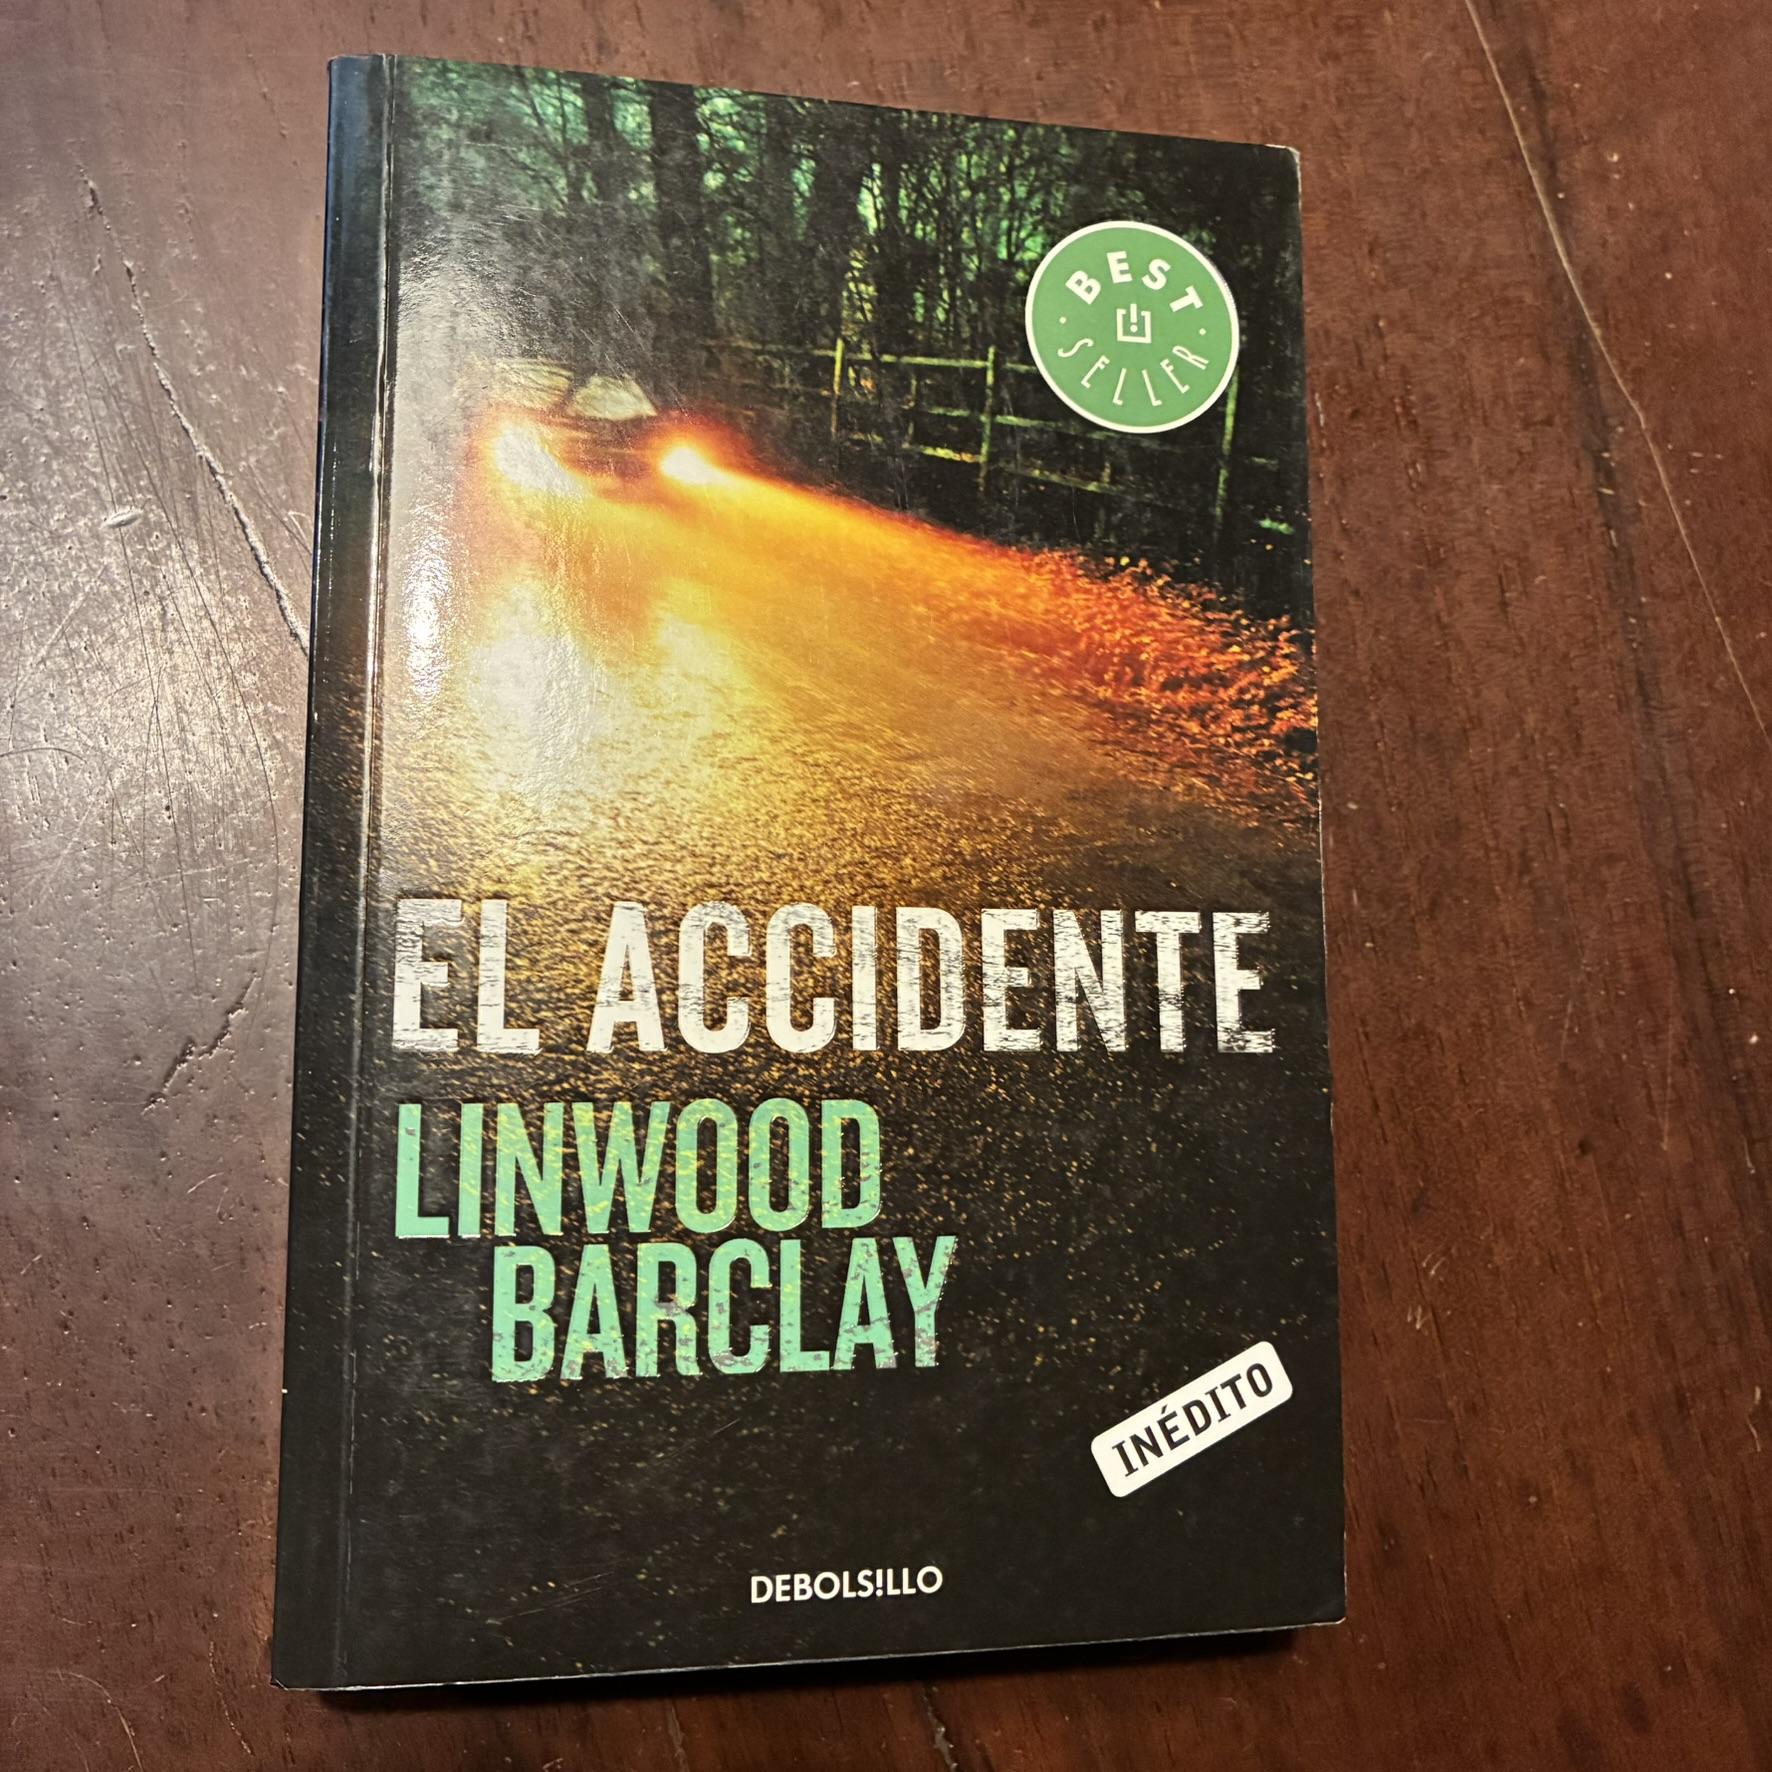 BEST
SELLER
EL ACCIDENTE
LINWOOD
BARCLAY
INÉDITO
DEBOLS!LLO